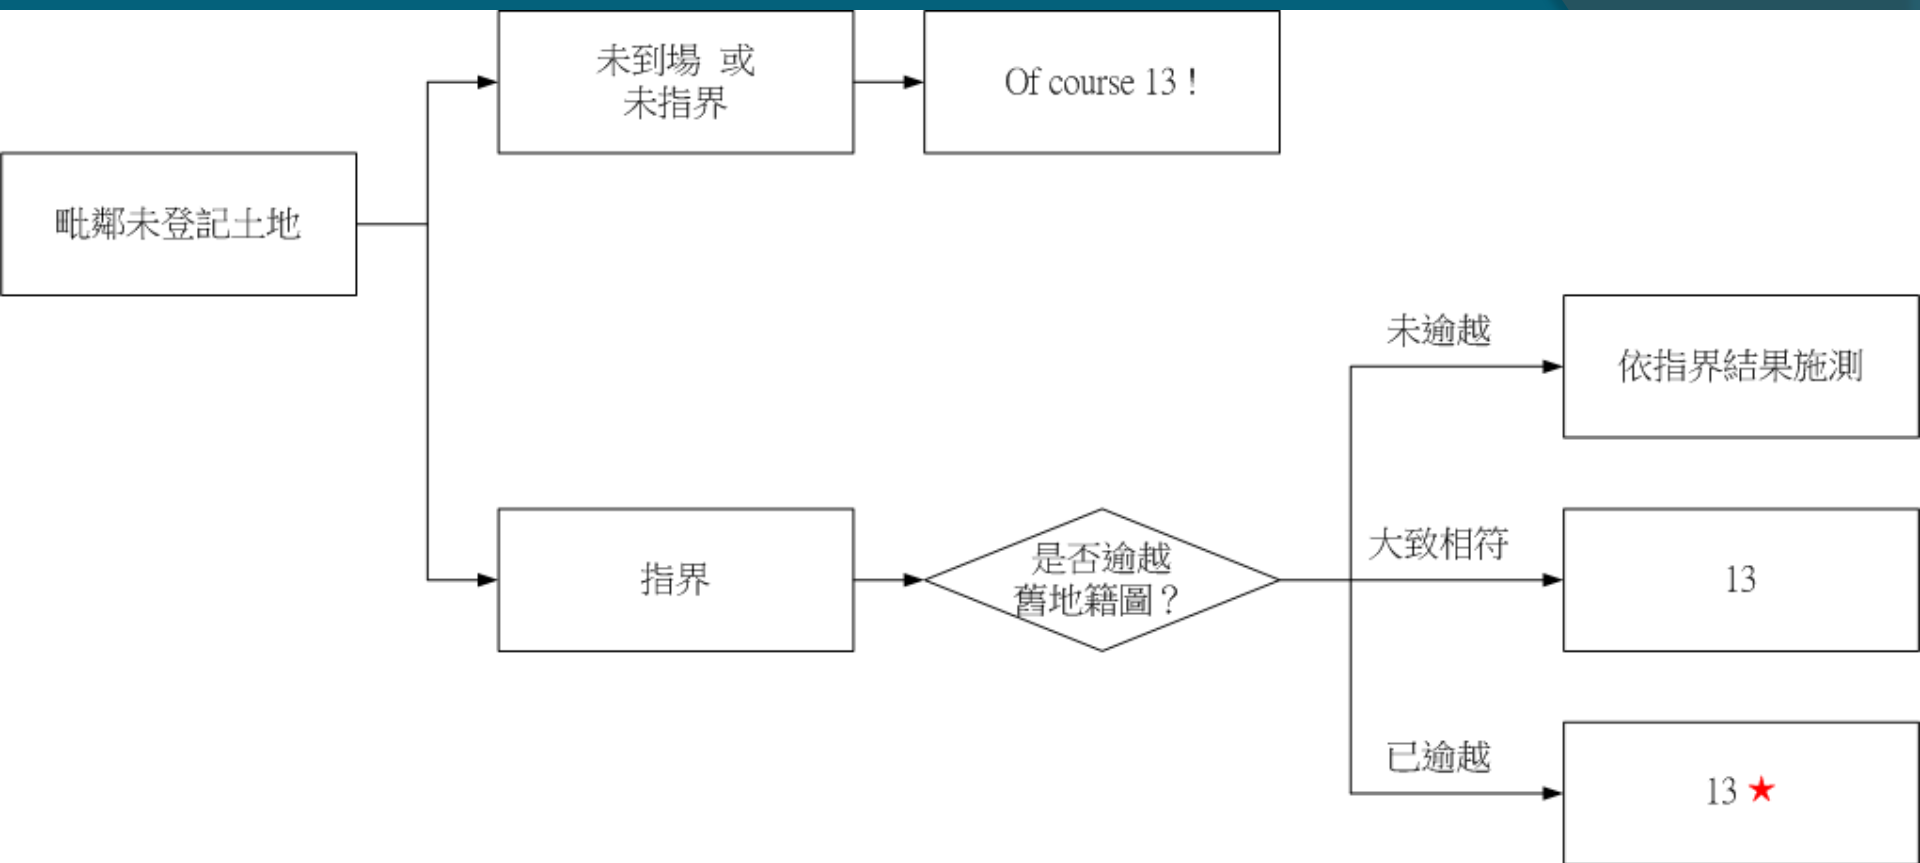 未到場 或
未指界
Of course 13！
毗鄰未登記土地
未逾越
依指界結果施測
指界
是否逾越
舊地籍圖？
大致相符
13
已逾越
13 ★